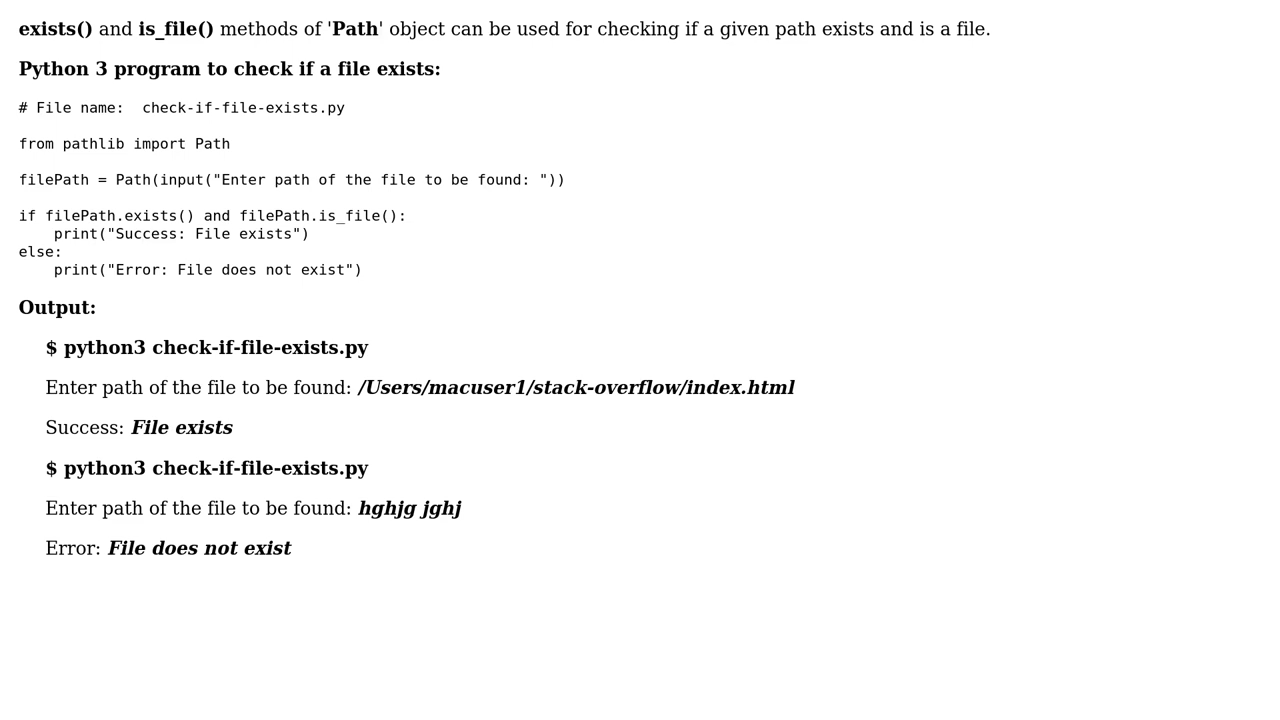 exists() and is_file() methods of 'Path' object can be used for checking if a given path exists and is a file.
Python 3 program to check if a file exists:
# File name:  check-if-file-exists.py
from pathlib import Path
filePath = Path(input("Enter path of the file to be found: "))
if filePath.exists() and filePath.is_file():
    print("Success: File exists")
else:
    print("Error: File does not exist")
Output:
$ python3 check-if-file-exists.py
Enter path of the file to be found: /Users/macuser1/stack-overflow/index.html
Success: File exists
$ python3 check-if-file-exists.py
Enter path of the file to be found: hghjg jghj
Error: File does not exist